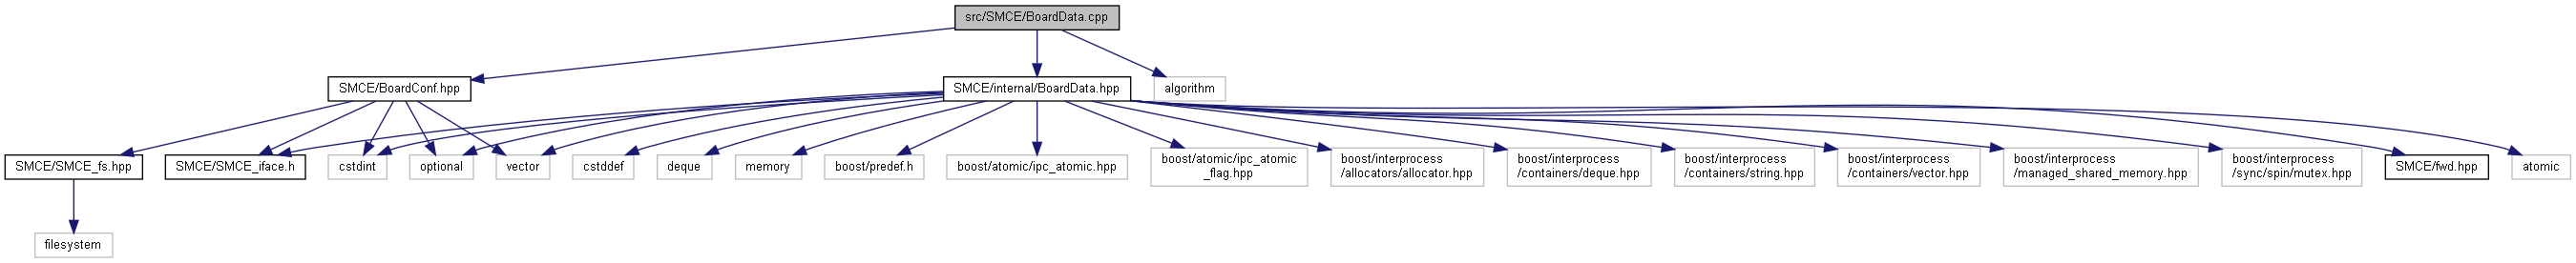 src/SMCE/BoardData.cpp
SMCE/BoardConf.hpp
SMCE/internal/BoardData.hpp
algorithm
SMCE/SMCE_fs.hpp
SMCE/SMCE_iface.h
cstdint
optional
vector
cstddef
deque
memory
boost/predef.h
boost/atomic/ipc_atomic.hpp
boost/atomic/ipc_atomic
_flag.hpp
boost/interprocess
/allocators/allocator.hpp
boost/interprocess
/containers/deque.hpp
boost/interprocess
/containers/string.hpp
boost/interprocess
/containers/vector.hpp
boost/interprocess
/managed_shared_memory.hpp
boost/interprocess
/sync/spin/mutex.hpp
SMCE/fwd.hpp
atomic
filesystem